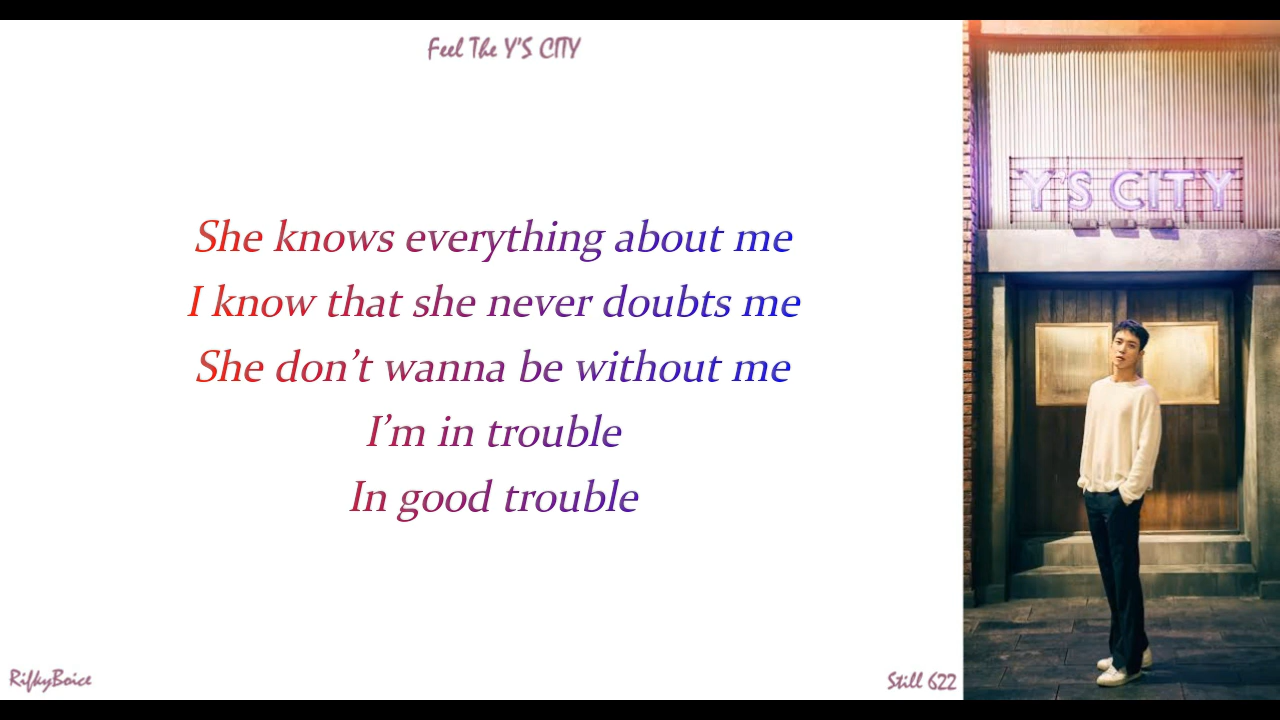 Feel The Y'S CITY
Y'S CITY
She knows everything about me
I know that she never doubts me
She don’t wanna be without me
I’m in trouble
In good trouble
RifkyBoice
Still 622